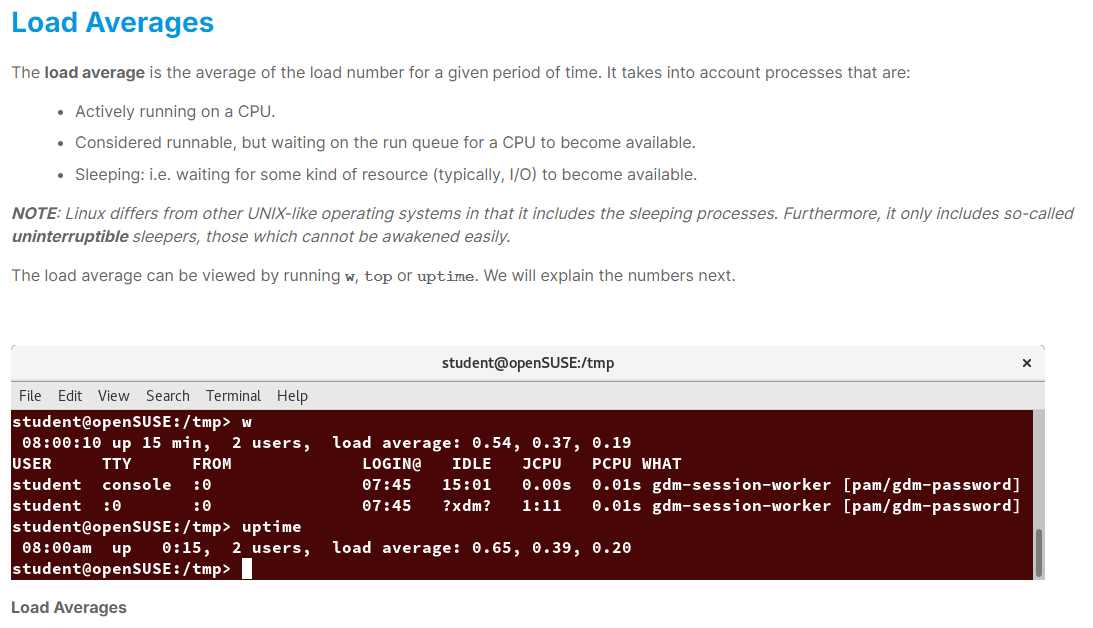 Load Averages
The load average is the average of the load number for a given period of time. It takes into account processes that are:
• Actively running on a CPU.
• Considered runnable, but waiting on the run queue for a CPU to become available.
• Sleeping: i.e. waiting for some kind of resource (typically, I/O) to become available.
NOTE: Linux differs from other UNIX-like operating systems in that it includes the sleeping processes. Furthermore, it only includes so-called
uninterruptible sleepers, those which cannot be awakened easily.
The load average can be viewed by running w, top or uptime. We will explain the numbers next.
student@openSUSE:/tmp ×
File Edit View Search Terminal Help
student@openSUSE:/tmp> w
 08:00:10 up 15 min,  2 users,  load average: 0.54, 0.37, 0.19
USER     TTY      FROM             LOGIN@   IDLE   JCPU   PCPU WHAT
student  console  :0               07:45   15:01   0.00s  0.01s gdm-session-worker [pam/gdm-password]
student  :0       :0               07:45   ?xdm?   1:11   0.01s gdm-session-worker [pam/gdm-password]
student@openSUSE:/tmp> uptime
 08:00am  up   0:15,  2 users,  load average: 0.65, 0.39, 0.20
student@openSUSE:/tmp>
Load Averages